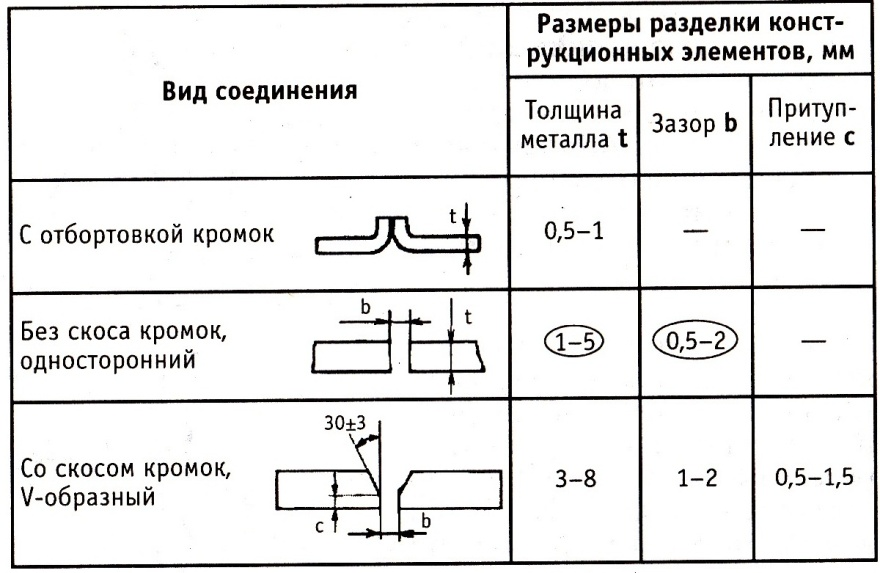 Вид соединения
Размеры разделки конст-
рукционных элементов, мм
Толщина
металла t
Зазор b
Притуп-
ление c
С отбортовкой кромок
t
0,5–1
—
—
Без скоса кромок,
односторонний
b
t
1–5
0,5–2
—
Со скосом кромок,
V-образный
30±3
c
b
3–8
1–2
0,5–1,5